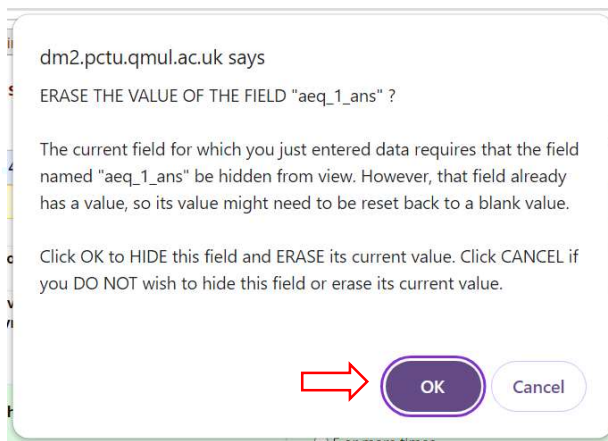 dm2.pctu.qmul.ac.uk says
ERASE THE VALUE OF THE FIELD "aeq_1_ans" ?
The current field for which you just entered data requires that the field
named "aeq_1_ans" be hidden from view. However, that field already
has a value, so its value might need to be reset back to a blank value.
Click OK to HIDE this field and ERASE its current value. Click CANCEL if
you DO NOT wish to hide this field or erase its current value.
OK
Cancel